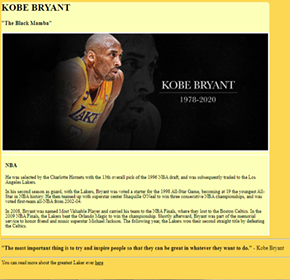 KOBE BRYANT
"The Black Mamba"
KOBE BRYANT
1978-2020
NBA
He was selected by the Charlotte Hornets with the 13th overall pick of the 1996 NBA draft, and was subsequently traded to the
Los Angeles Lakers.
In his second season as guard, with the Lakers, Bryant was voted a starter for the 1998 All-Star Game, becoming at 19 the youngest All-
Star in NBA history. He then teamed up with superstar center Shaquille O'Neal to win three consecutive NBA championships, and was
voted first-team all-NBA from 2002-04.
In 2008, Bryant was named Most Valuable Player and carried his team to the NBA Finals, where they lost to the Boston Celtics. In the
2009 NBA Finals, the Lakers beat the Orlando Magic to win the championship. Shortly afterward, Bryant was part of the memorial
service to honor friend and music superstar Michael Jackson. The following year, the Lakers won their second straight title by defeating
the Celtics.
"The most important thing is to try and inspire people so that they can be great in whatever they want to do." - Kobe Bryant
You can read more about the greatest Laker ever here